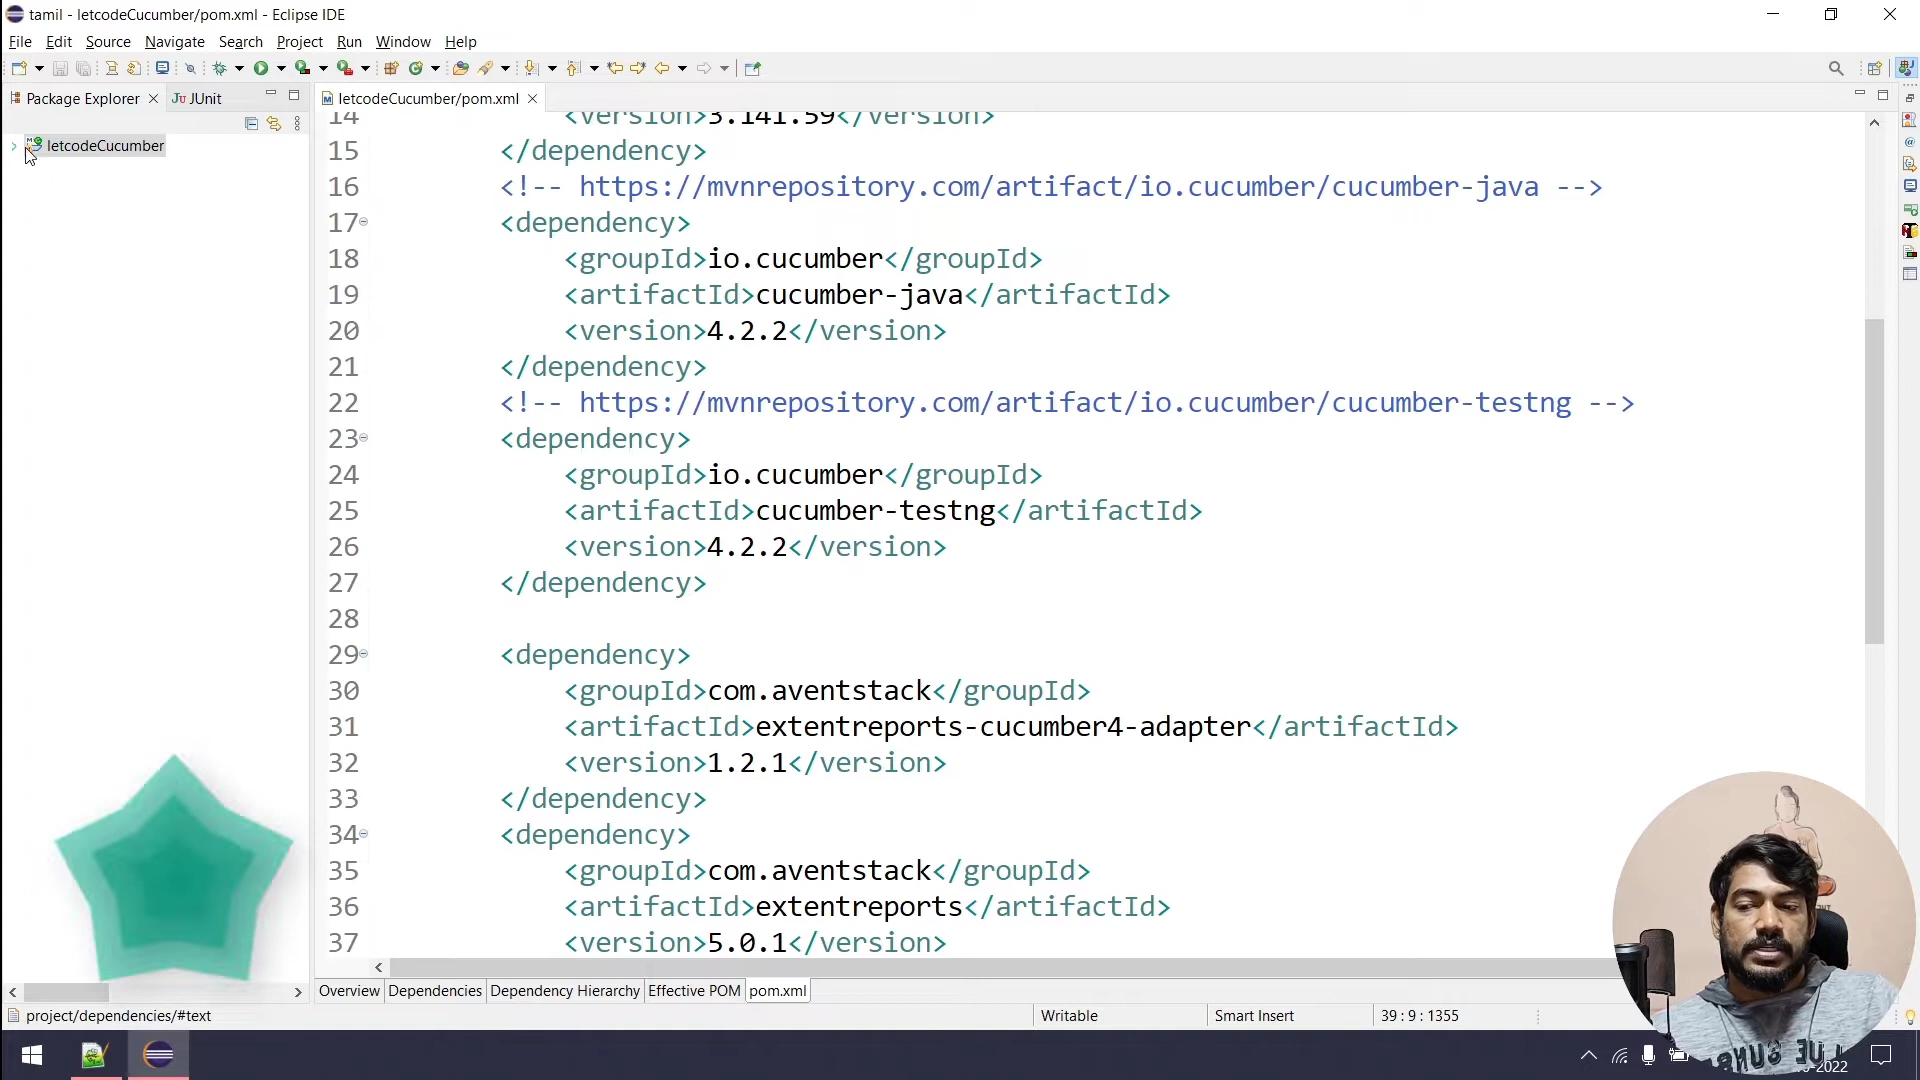 tamil - letcodeCucumber/pom.xml - Eclipse IDE
File Edit Source Navigate Search Project Run Window Help
Package Explorer JUnit
letcodeCucumber/pom.xml
letcodeCucumber
14 <version>3.141.59</version>
15 </dependency>
16 <!-- https://mvnrepository.com/artifact/io.cucumber/cucumber-java -->
17 <dependency>
18 <groupId>io.cucumber</groupId>
19 <artifactId>cucumber-java</artifactId>
20 <version>4.2.2</version>
21 </dependency>
22 <!-- https://mvnrepository.com/artifact/io.cucumber/cucumber-testng -->
23 <dependency>
24 <groupId>io.cucumber</groupId>
25 <artifactId>cucumber-testng</artifactId>
26 <version>4.2.2</version>
27 </dependency>
28
29 <dependency>
30 <groupId>com.aventstack</groupId>
31 <artifactId>extentreports-cucumber4-adapter</artifactId>
32 <version>1.2.1</version>
33 </dependency>
34 <dependency>
35 <groupId>com.aventstack</groupId>
36 <artifactId>extentreports</artifactId>
37 <version>5.0.1</version>
Overview Dependencies Dependency Hierarchy Effective POM pom.xml
project/dependencies/#text Writable Smart Insert 39 : 9 : 1355